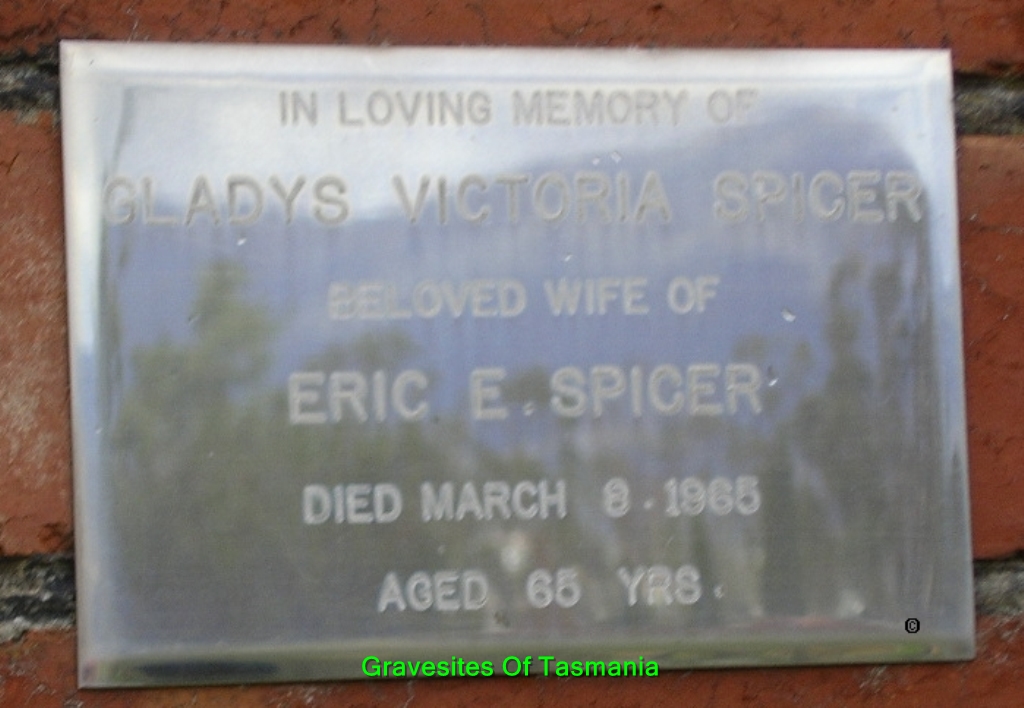 IN LOVING MEMORY OF
GLADYS VICTORIA SPICER
BELOVED WIFE OF
ERIC E. SPICER
DIED MARCH 8.1965
AGED 65 YRS.
©
Gravesites Of Tasmania